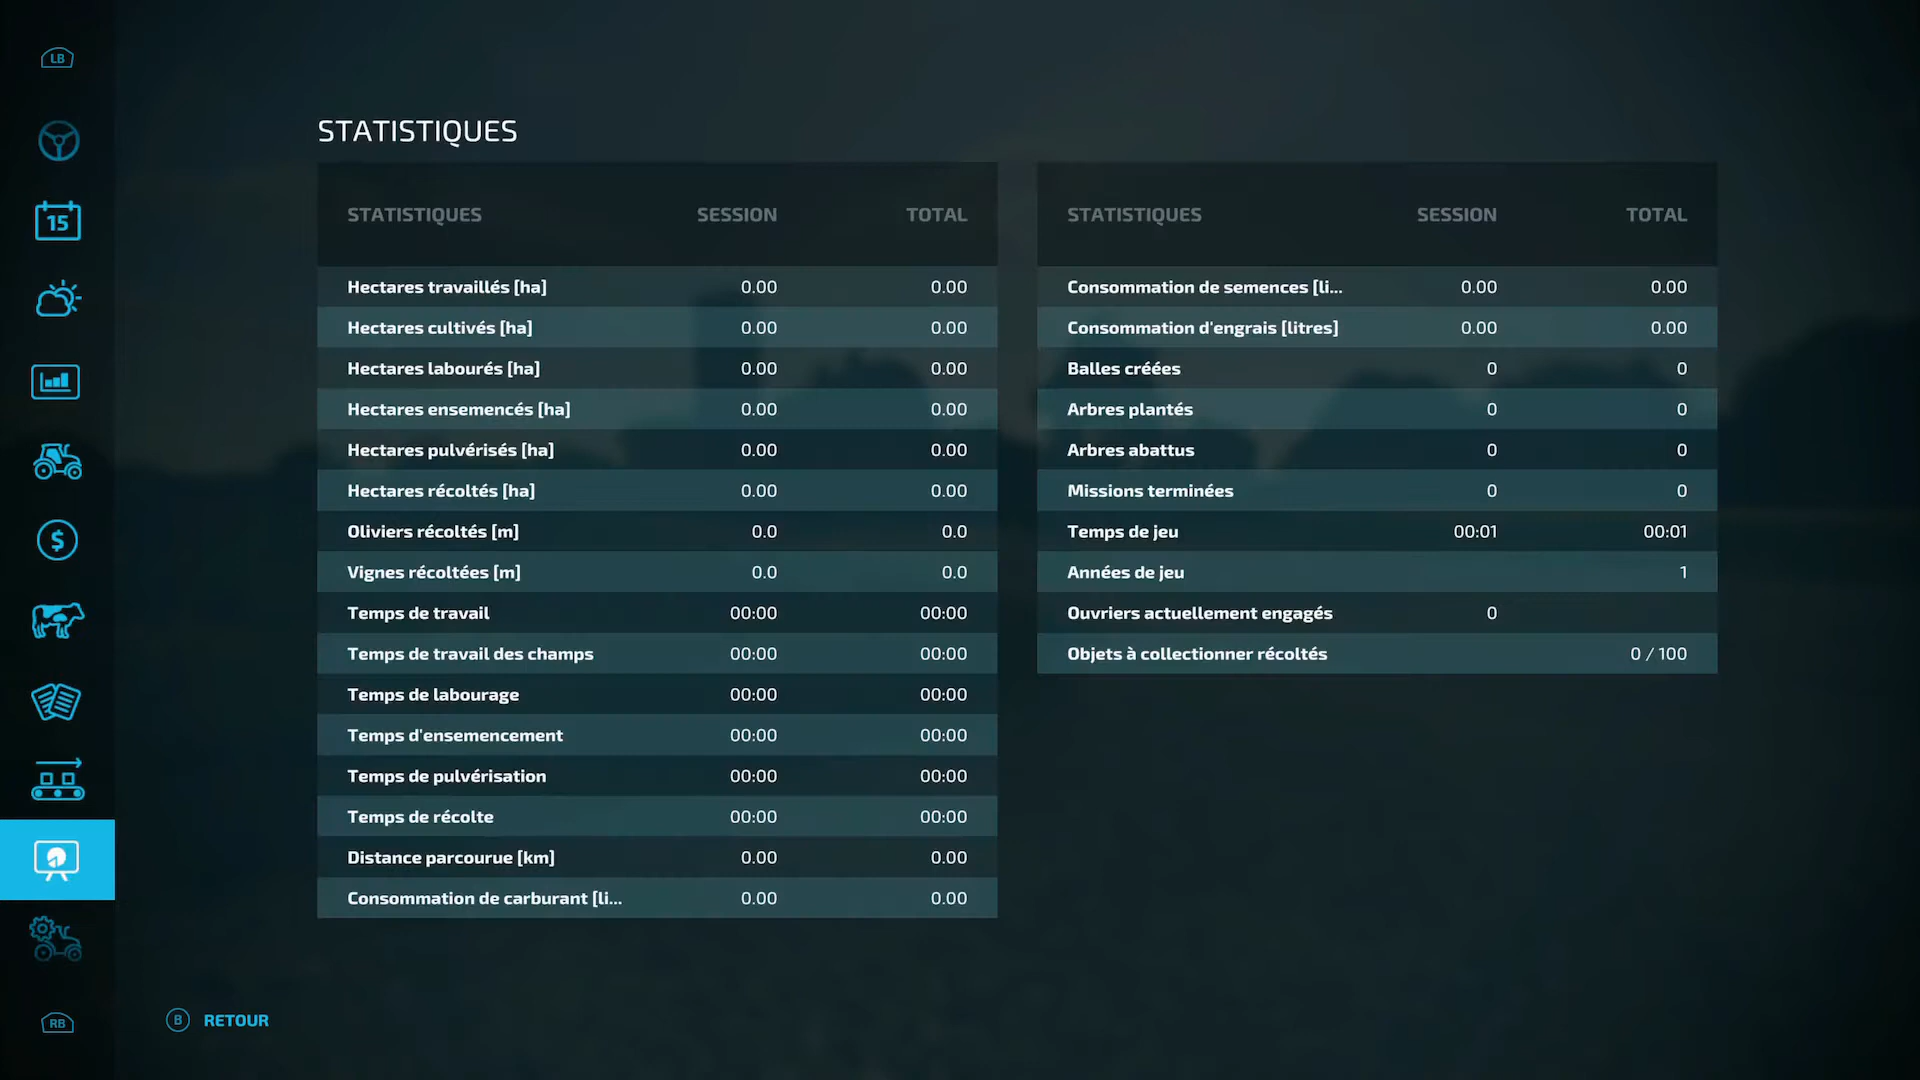 LB
15
$
STATISTIQUES
STATISTIQUES SESSION TOTAL
Hectares travaillés [ha] 0.00 0.00
Hectares cultivés [ha] 0.00 0.00
Hectares labourés [ha] 0.00 0.00
Hectares ensemencés [ha] 0.00 0.00
Hectares pulvérisés [ha] 0.00 0.00
Hectares récoltés [ha] 0.00 0.00
Oliviers récoltés [m] 0.0 0.0
Vignes récoltées [m] 0.0 0.0
Temps de travail 00:00 00:00
Temps de travail des champs 00:00 00:00
Temps de labourage 00:00 00:00
Temps d'ensemencement 00:00 00:00
Temps de pulvérisation 00:00 00:00
Temps de récolte 00:00 00:00
Distance parcourue [km] 0.00 0.00
Consommation de carburant [li... 0.00 0.00
STATISTIQUES SESSION TOTAL
Consommation de semences [li... 0.00 0.00
Consommation d'engrais [litres] 0.00 0.00
Balles créées 0 0
Arbres plantés 0 0
Arbres abattus 0 0
Missions terminées 0 0
Temps de jeu 00:01 00:01
Années de jeu 1
Ouvriers actuellement engagés 0
Objets à collectionner récoltés 0 / 100
RB
B RETOUR